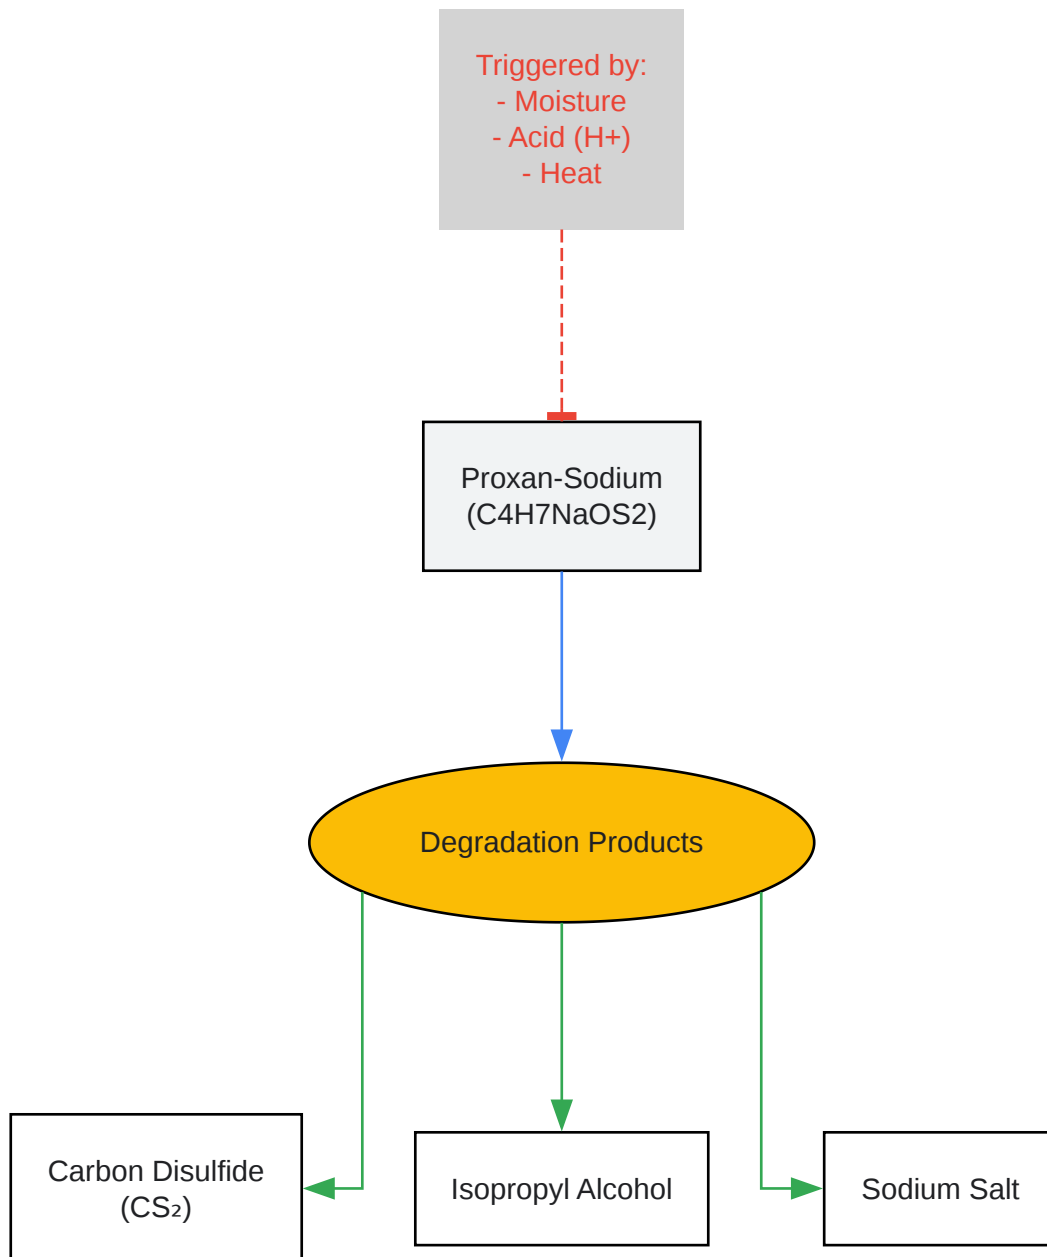 Triggered by:
- Moisture
- Acid (H+)
- Heat
Proxan-Sodium
(C4H7NaOS2)
Degradation Products
Carbon Disulfide
(CS₂)
Isopropyl Alcohol
Sodium Salt